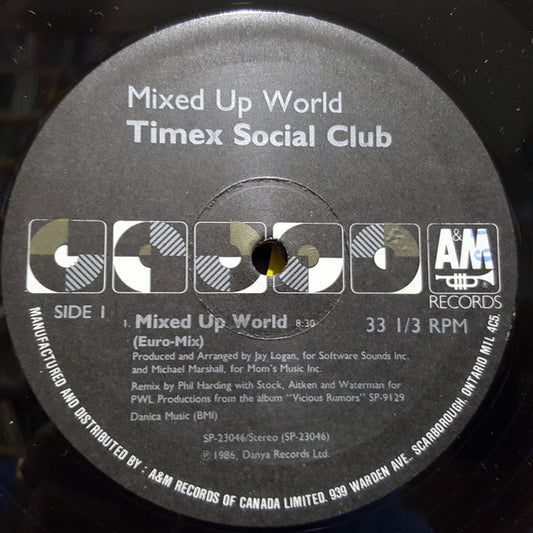 Mixed Up World
Timex Social Club
A&M
RECORDS
SIDE 1
1. Mixed Up World 8:30
(Euro-Mix)
33 1/3 RPM
Produced and Arranged by Jay Logan, for Software Sounds Inc.
and Michael Marshall, for Mom's Music Inc.
Remix by Phil Harding with Stock, Aitken and Waterman for
PWL Productions from the album "Vicious Rumors" SP-9129
Danica Music (BMI)
SP-23046/Stereo (SP-23046)
Ⓟ 1986, Danya Records Ltd.
MANUFACTURED AND DISTRIBUTED BY : A&M RECORDS OF CANADA LIMITED. 939 WARDEN AVE., SCARBOROUGH, ONTARIO M1L 4C5.